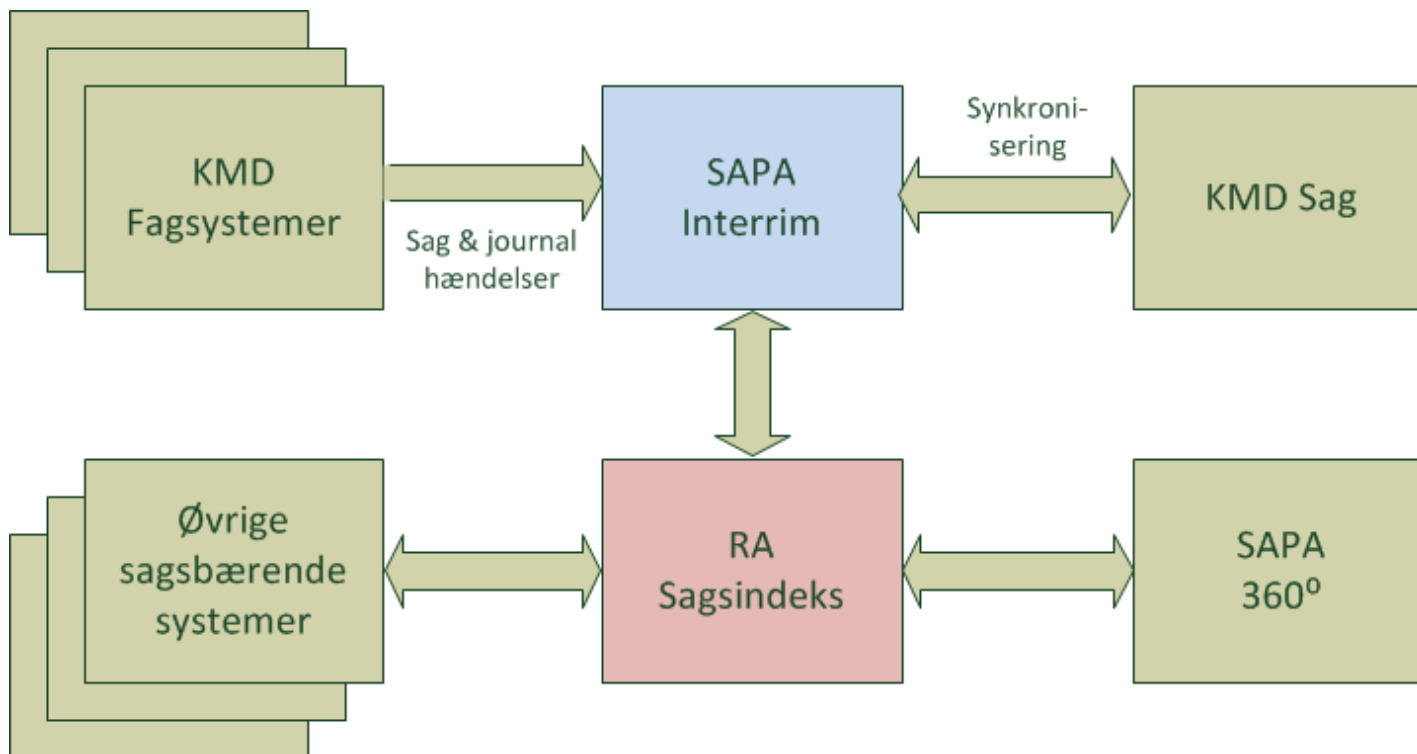 KMD
Fagsystemer
Sag & journal
hændelser
SAPA
Interrim
Synkroni-
sering
KMD Sag
Øvrige
sagsbærende
systemer
RA
Sagsindeks
SAPA
360º